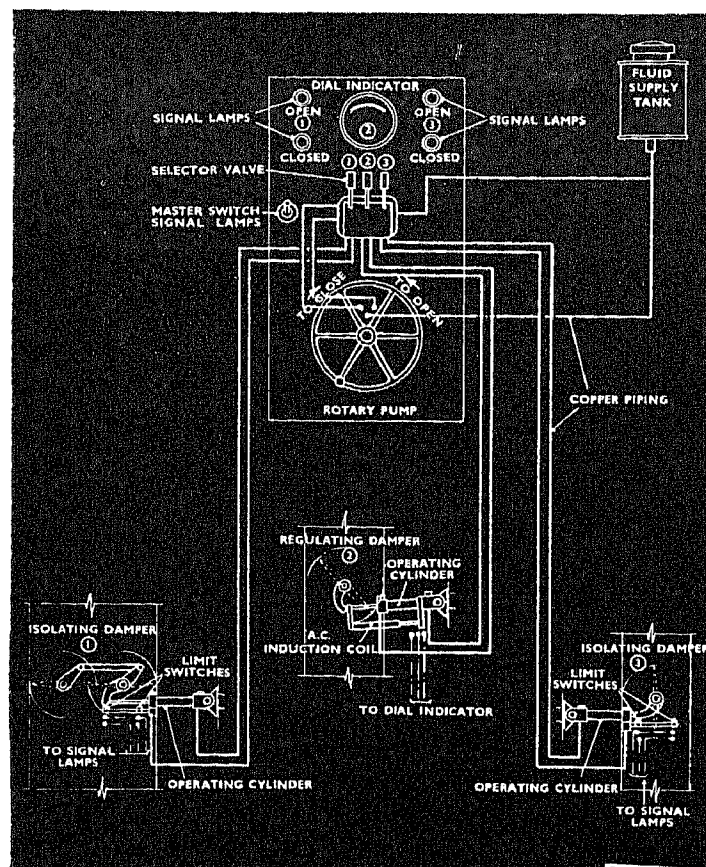 DIAL INDICATOR
FLUID
SUPPLY
TANK
SIGNAL LAMPS
OPEN
1
CLOSED
2
OPEN
3
CLOSED
SIGNAL LAMPS
SELECTOR VALVE
1 2 3
MASTER SWITCH
SIGNAL LAMPS
TO CLOSE
TO OPEN
ROTARY PUMP
COPPER PIPING
REGULATING DAMPER
2
OPERATING
CYLINDER
A.C.
INDUCTION COIL
TO DIAL INDICATOR
ISOLATING DAMPER
1
LIMIT
SWITCHES
TO SIGNAL
LAMPS
OPERATING CYLINDER
ISOLATING DAMPER
3
LIMIT
SWITCHES
OPERATING CYLINDER
TO SIGNAL
LAMPS